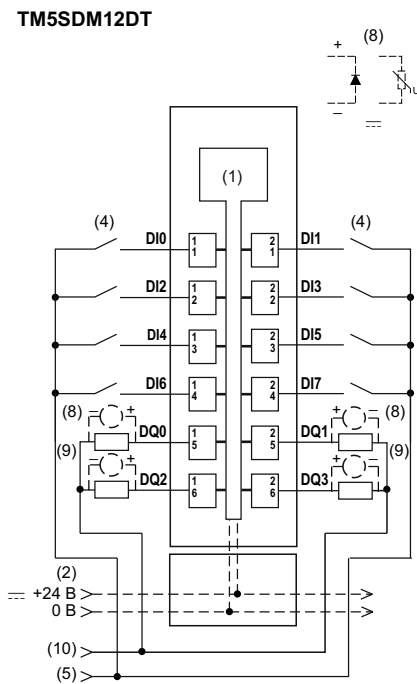 TM5SDM12DT
(8)
+
–
U
(1)
(4) (4)
DI0 1 1 2 1 DI1
DI2 1 2 2 2 DI3
DI4 1 3 2 3 DI5
DI6 1 4 2 4 DI7
(8) – + + – (8)
DQ0 1 5 2 5 DQ1
(9) – + + – (9)
DQ2 1 6 2 6 DQ3
(2)
+24 В
0 В
(10)
(5)